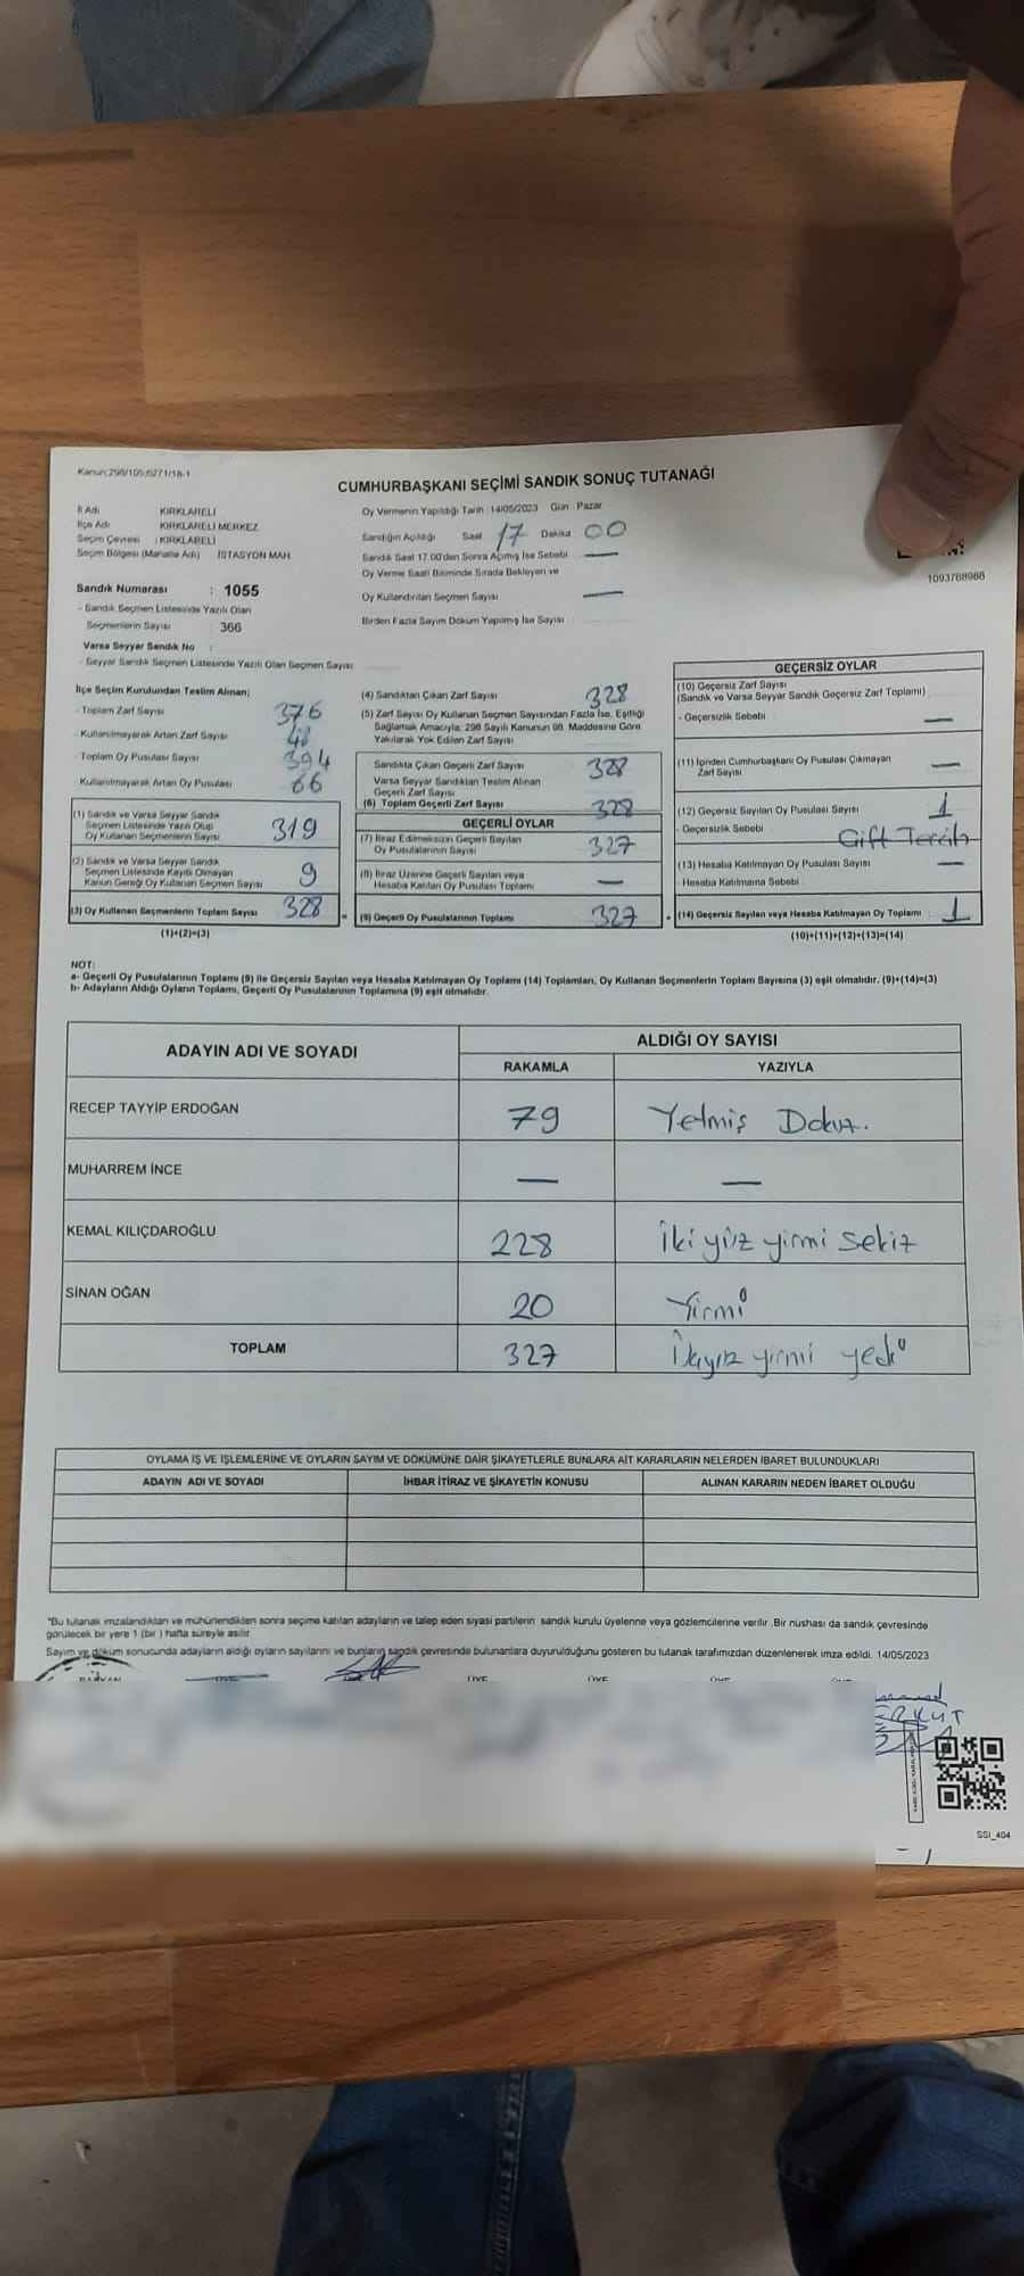 Kanun:298/105;6271/18-1
CUMHURBAŞKANI SEÇİMİ SANDIK SONUÇ TUTANAĞI
İl Adı : KIRKLARELİ
İlçe Adı KIRKLARELİ MERKEZ
Seçim Çevresi : KIRKLARELİ
Seçim Bölgesi (Mahalle Adı) İSTASYON MAH.
Oy Vermenin Yapıldığı Tarih : 14/05/2023 Gün : Pazar
Sandığın Açıldığı Saat 17 Dakika 00
Sandık Saat 17.00'den Sonra Açılmış İse Sebebi —
Oy Verme Saati Bitiminde Sırada Bekleyen ve
Oy Kullandırılan Seçmen Sayısı —
Birden Fazla Sayım Döküm Yapılmış İse Sayısı
1093768968
Sandık Numarası : 1055
- Sandık Seçmen Listesinde Yazılı Olan
Seçmenlerin Sayısı : 366
Varsa Seyyar Sandık No :
- Seyyar Sandık Seçmen Listesinde Yazılı Olan Seçmen Sayısı
İlçe Seçim Kurulundan Teslim Alınan;
- Toplam Zarf Sayısı 376
- Kullanılmayarak Artan Zarf Sayısı
- Toplam Oy Pusulası Sayısı 394
- Kullanılmayarak Artan Oy Pusulası 66
(1) Sandık ve Varsa Seyyar Sandık
Seçmen Listesinde Yazılı Olup
Oy Kullanan Seçmenlerin Sayısı 319
(2) Sandık ve Varsa Seyyar Sandık
Seçmen Listesinde Kayıtlı Olmayan
Kanun Gereği Oy Kullanan Seçmen Sayısı 9
(3) Oy Kullanan Seçmenlerin Toplam Sayısı 328
(1)+(2)=(3)
(4) Sandıktan Çıkan Zarf Sayısı 328
(5) Zarf Sayısı Oy Kullanan Seçmen Sayısından Fazla İse, Eşitliği
Sağlamak Amacıyla, 298 Sayılı Kanunun 98. Maddesine Göre
Yakılarak Yok Edilen Zarf Sayısı
Sandıkta Çıkan Geçerli Zarf Sayısı 328
Varsa Seyyar Sandıktan Teslim Alınan
Geçerli Zarf Sayısı
(6) Toplam Geçerli Zarf Sayısı 328
GEÇERLİ OYLAR
(7) İtiraz Edilmeksizin Geçerli Sayılan
Oy Pusulalarının Sayısı 327
(8) İtiraz Üzerine Geçerli Sayılan veya
Hesaba Katılan Oy Pusulası Toplamı —
= (9) Geçerli Oy Pusulalarının Toplamı 327
GEÇERSİZ OYLAR
(10) Geçersiz Zarf Sayısı
(Sandık ve Varsa Seyyar Sandık Geçersiz Zarf Toplamı)
- Geçersizlik Sebebi —
(11) İçinden Cumhurbaşkanı Oy Pusulası Çıkmayan
Zarf Sayısı —
(12) Geçersiz Sayılan Oy Pusulası Sayısı 1
- Geçersizlik Sebebi Çift Tercih
(13) Hesaba Katılmayan Oy Pusulası Sayısı —
Hesaba Katılmama Sebebi
+ (14) Geçersiz Sayılan veya Hesaba Katılmayan Oy Toplamı : 1
(10)+(11)+(12)+(13)=(14)
NOT:
a- Geçerli Oy Pusulalarının Toplamı (9) ile Geçersiz Sayılan veya Hesaba Katılmayan Oy Toplamı (14) Toplamları, Oy Kullanan Seçmenlerin Toplam Sayısına (3) eşit olmalıdır. (9)+(14)=(3)
b- Adayların Aldığı Oyların Toplamı, Geçerli Oy Pusulalarının Toplamına (9) eşit olmalıdır.
ADAYIN ADI VE SOYADI ALDIĞI OY SAYISI
RAKAMLA YAZIYLA
RECEP TAYYİP ERDOĞAN 79 Yetmiş Dokuz.
MUHARREM İNCE — —
KEMAL KILIÇDAROĞLU 228 İki yüz yirmi sekiz
SİNAN OĞAN 20 Yirmi
TOPLAM 327 yirmi yedi
OYLAMA İŞ VE İŞLEMLERİNE VE OYLARIN SAYIM VE DÖKÜMÜNE DAİR ŞİKAYETLERLE BUNLARA AİT KARARLARIN NELERDEN İBARET BULUNDUKLARI
ADAYIN ADI VE SOYADI İHBAR İTİRAZ VE ŞİKAYETİN KONUSU ALINAN KARARIN NEDEN İBARET OLDUĞU
"Bu tutanak imzalandıktan ve mühürlendikten sonra seçime katılan adayların ve talep eden siyasi partilerin sandık kurulu üyelerine veya gözlemcilerine verilir. Bir nüshası da sandık çevresinde
görülecek bir yere 1 (bir ) hafta süreyle asılır.
Sayım ve döküm sonucunda adayların aldığı oyların sayılarını ve bunların sandık çevresinde bulunanlara duyurulduğunu gösteren bu tutanak tarafımızdan düzenlenerek imza edildi. 14/05/2023
BAŞKAN ÜYE ÜYE ÜYE ÜYE
SSI_404